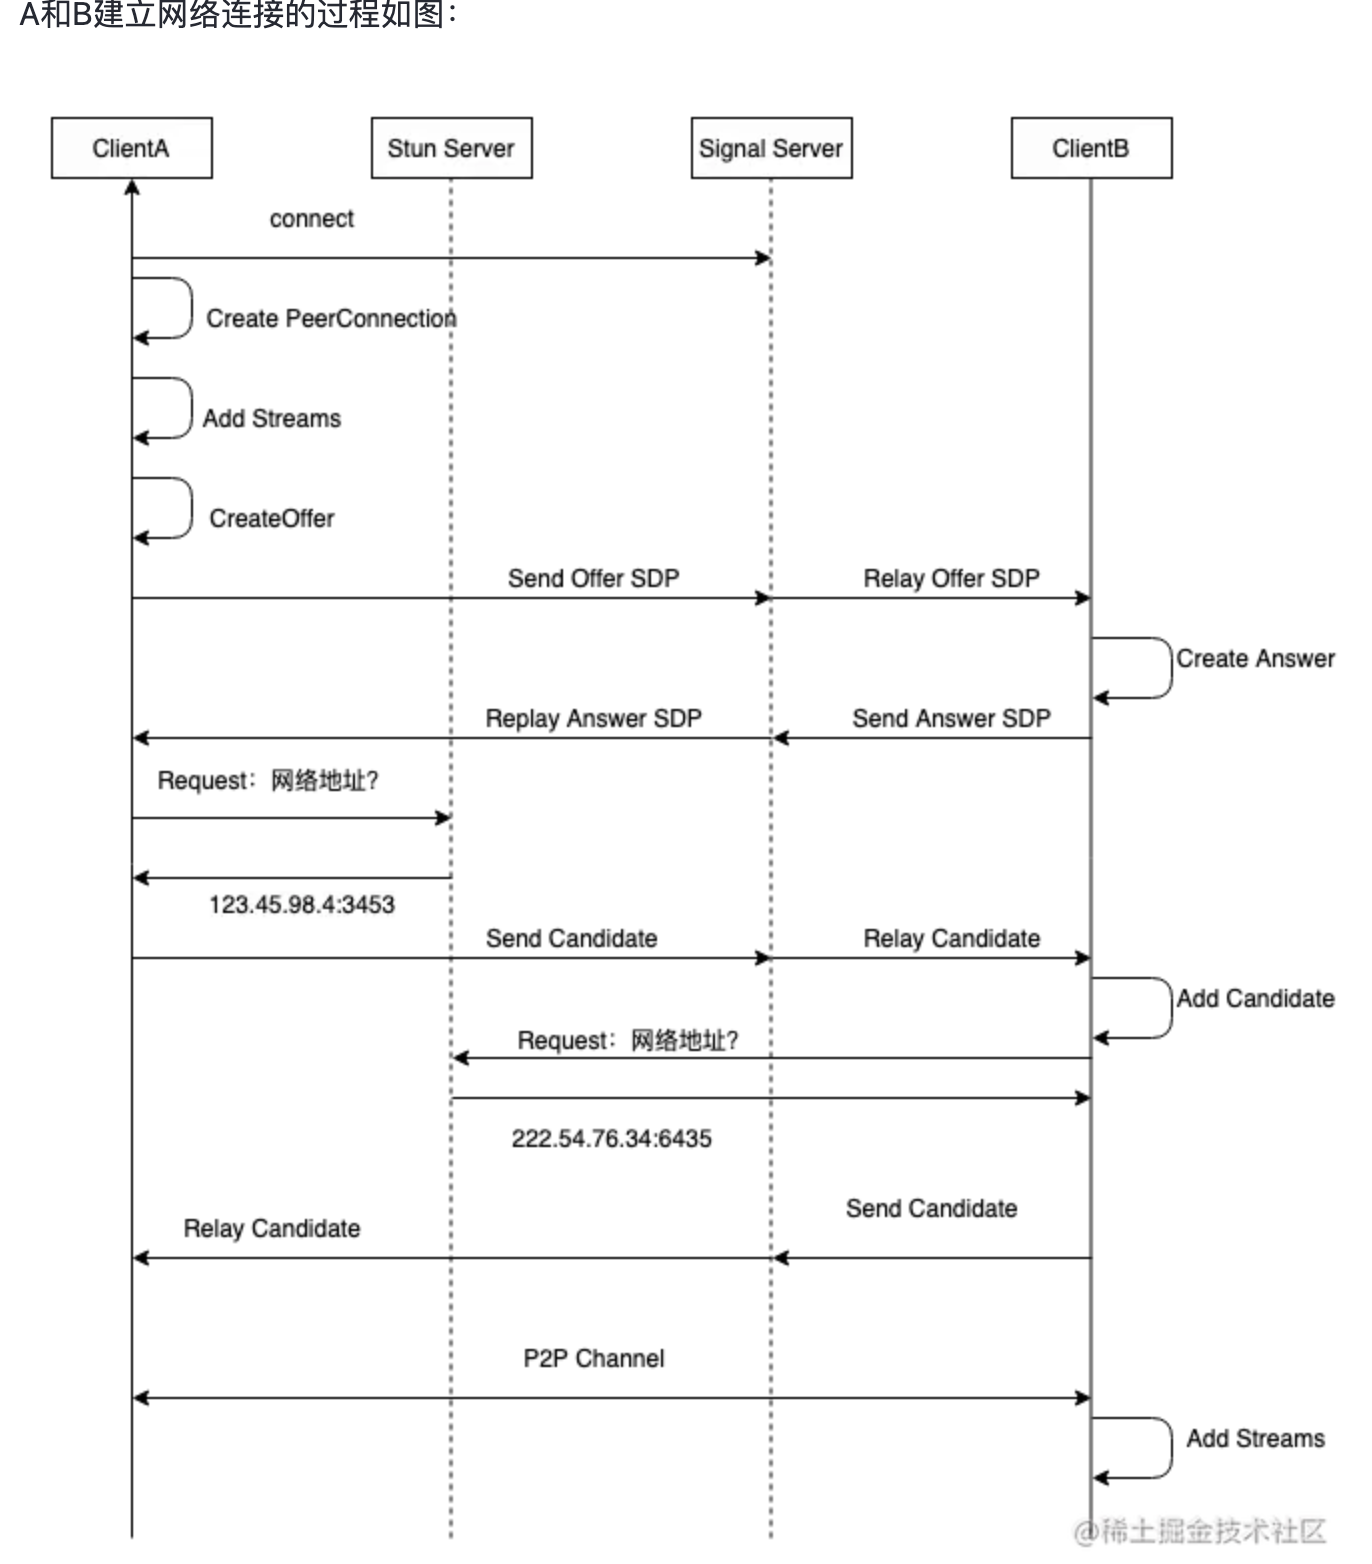 A和B建立网络连接的过程如图：
ClientA
Stun Server
Signal Server
ClientB
connect
Create PeerConnection
Add Streams
CreateOffer
Send Offer SDP
Relay Offer SDP
Create Answer
Replay Answer SDP
Send Answer SDP
Request：网络地址？
123.45.98.4:3453
Send Candidate
Relay Candidate
Add Candidate
Request：网络地址？
222.54.76.34:6435
Send Candidate
Relay Candidate
P2P Channel
Add Streams
@稀土掘金技术社区